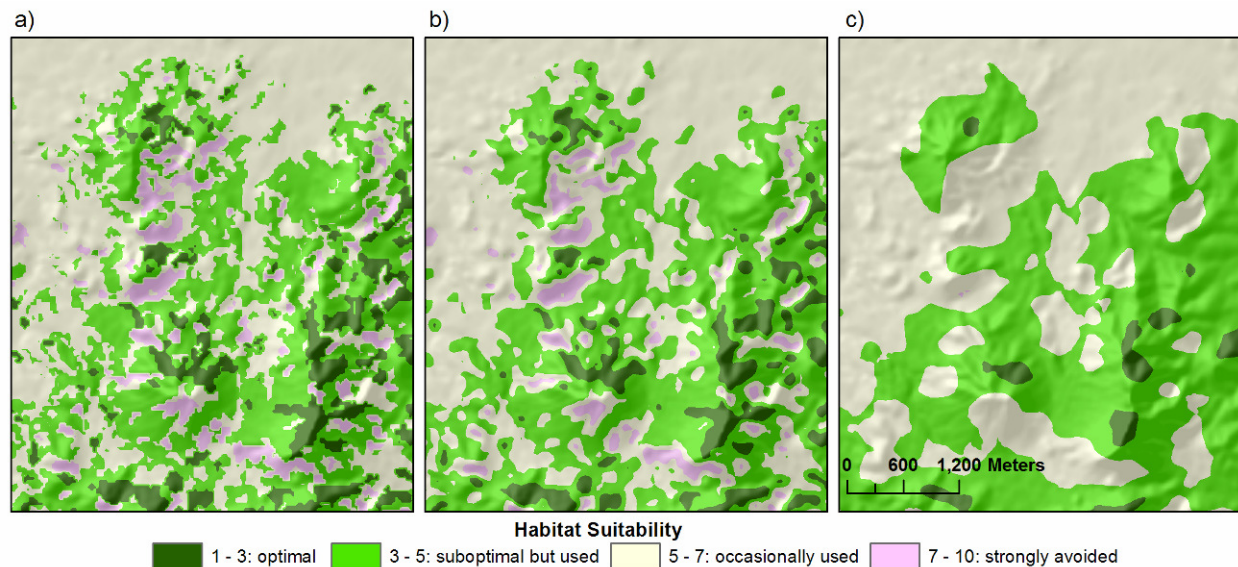 a) b) c)
0 600 1,200 Meters
Habitat Suitability
1 - 3: optimal 3 - 5: suboptimal but used 5 - 7: occasionally used 7 - 10: strongly avoided